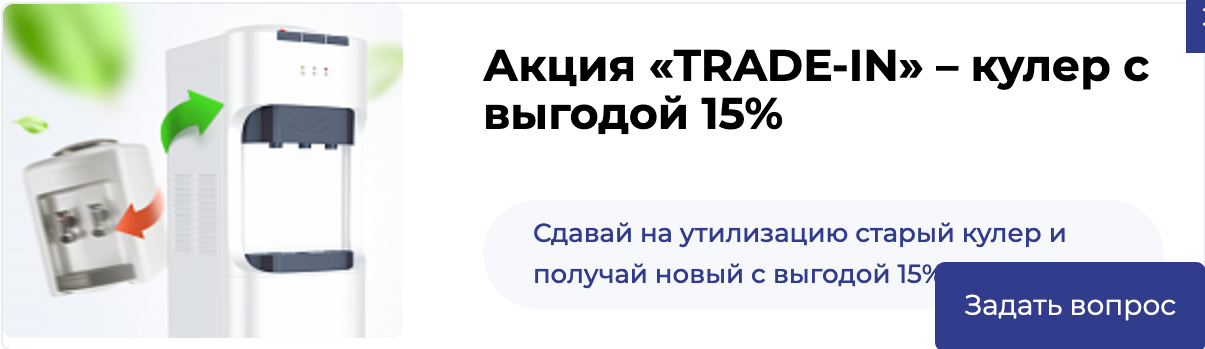 Акция «TRADE-IN» – кулер с
выгодой 15%
Сдавай на утилизацию старый кулер и
получай новый с выгодой 15%
Задать вопрос